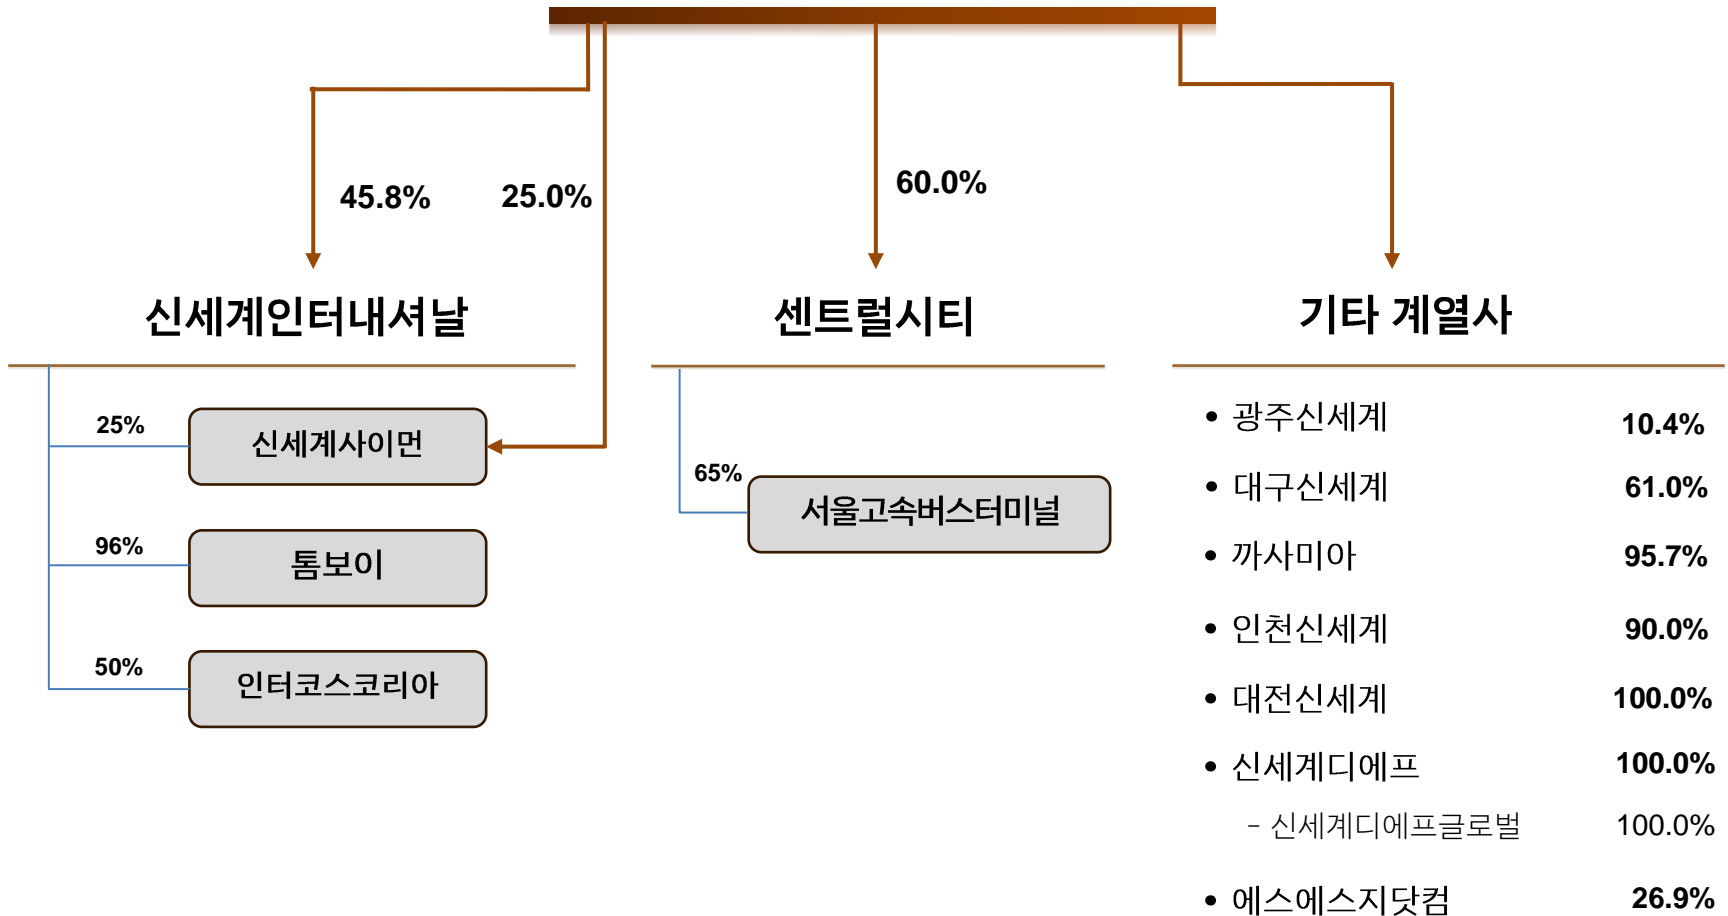 45.8%
25.0%
60.0%
신세계인터내셔날
25%
신세계사이먼
96%
톰보이
50%
인터코스코리아
센트럴시티
65%
서울고속버스터미널
기타 계열사
• 광주신세계 10.4%
• 대구신세계 61.0%
• 까사미아 95.7%
• 인천신세계 90.0%
• 대전신세계 100.0%
• 신세계디에프 100.0%
- 신세계디에프글로벌 100.0%
• 에스에스지닷컴 26.9%